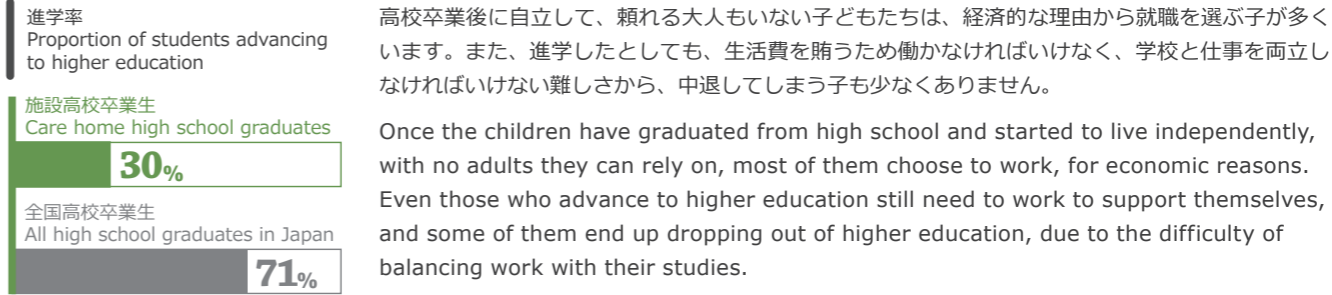 進学率
Proportion of students advancing
to higher education
施設高校卒業生
Care home high school graduates
30%
全国高校卒業生
All high school graduates in Japan
71%
高校卒業後に自立して、頼れる大人もいない子どもたちは、経済的な理由から就職を選ぶ子が多く
います。また、進学したとしても、生活費を賄うため働かなければいけなく、学校と仕事を両立し
なければいけない難しさから、中退してしまう子も少なくありません。
Once the children have graduated from high school and started to live independently,
with no adults they can rely on, most of them choose to work, for economic reasons.
Even those who advance to higher education still need to work to support themselves,
and some of them end up dropping out of higher education, due to the difficulty of
balancing work with their studies.